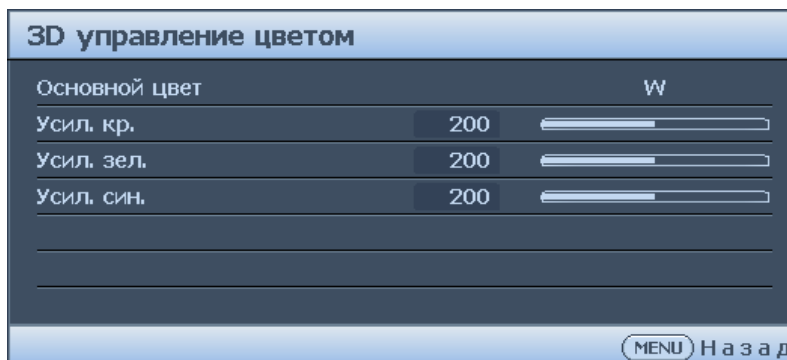 3D управление цветом
Основной цвет W
Усил. кр. 200
Усил. зел. 200
Усил. син. 200
MENU Назад